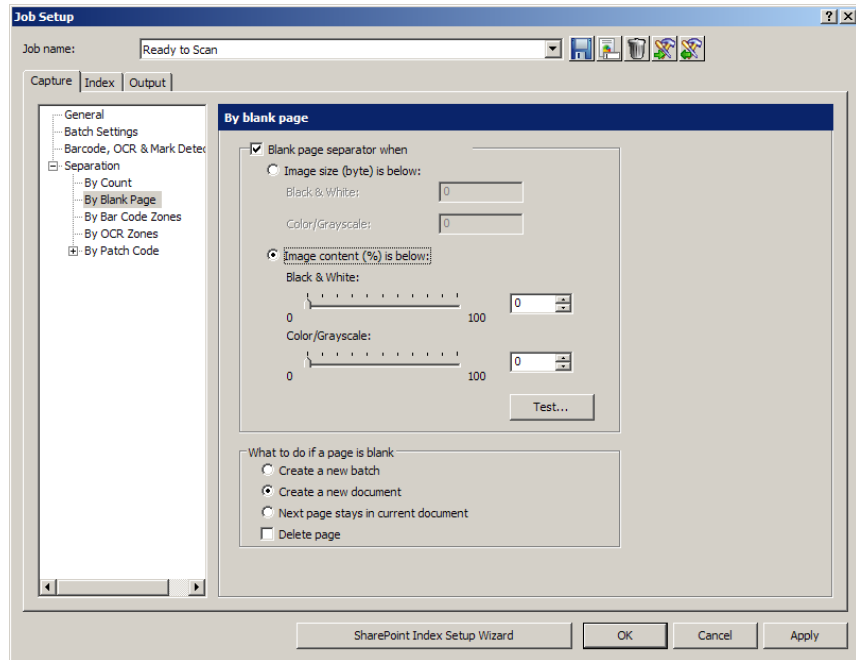 Job Setup
Job name: Ready to Scan
Capture Index Output
General
Batch Settings
Barcode, OCR & Mark
Separation
By Count
By Blank Page
By Bar Code Zones
By OCR Zones
By Patch Code
By blank page
Blank page separator when
Image size (byte) is below:
Black & White: 0
Color/Grayscale: 0
Image content (%) is below:
Black & White:
0 100 0
Color/Grayscale:
0 100 0
Test...
What to do if a page is blank
Create a new batch
Create a new document
Next page stays in current document
Delete page
SharePoint Index Setup Wizard OK Cancel Apply